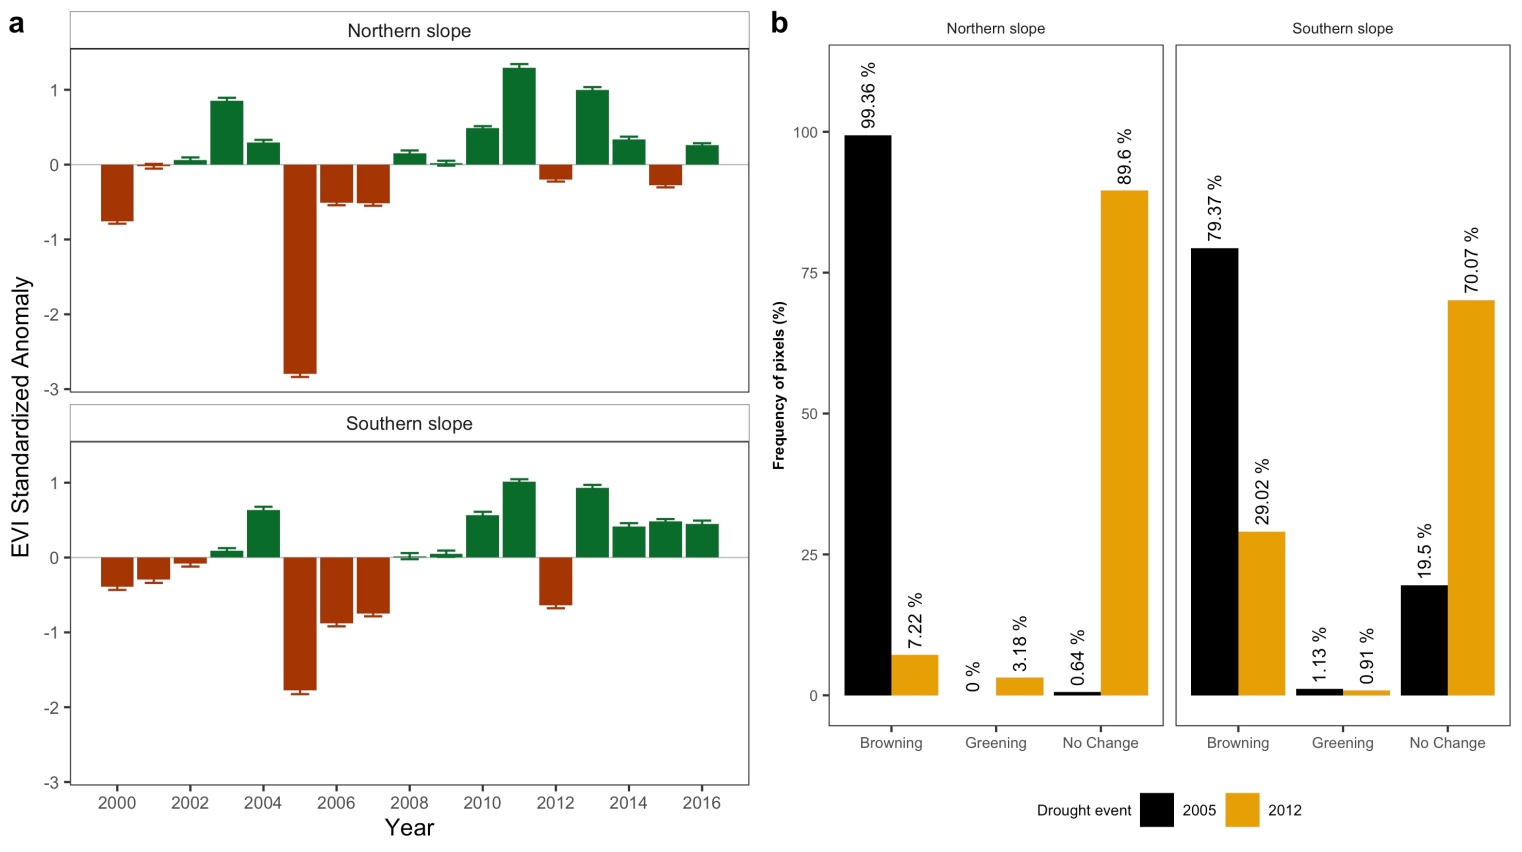 a
Northern slope
1
0
-1
-2
-3
Southern slope
1
0
-1
-2
-3
EVI Standardized Anomaly
2000 2002 2004 2006 2008 2010 2012 2014 2016
Year
b
Northern slope
Southern slope
Frequency of pixels (%)
100
75
50
25
0
99.36 %
7.22 %
0 %
3.18 %
0.64 %
89.6 %
79.37 %
29.02 %
1.13 %
0.91 %
19.5 %
70.07 %
Browning Greening No Change
Browning Greening No Change
Drought event 2005 2012